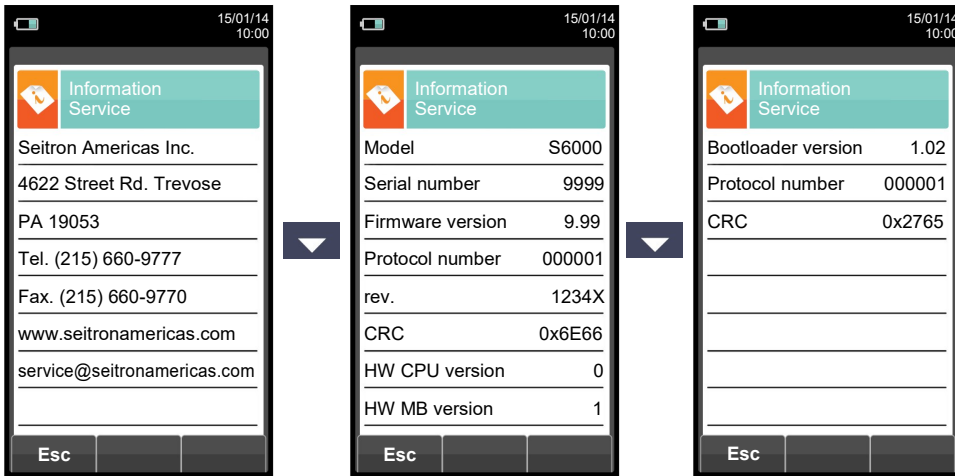 15/01/14
10:00
Information
Service
Seitron Americas Inc.
4622 Street Rd. Trevose
PA 19053
Tel. (215) 660-9777
Fax. (215) 660-9770
www.seitronamericas.com
service@seitronamericas.com
Esc
15/01/14
10:00
Information
Service
Model S6000
Serial number 9999
Firmware version 9.99
Protocol number 000001
rev. 1234X
CRC 0x6E66
HW CPU version 0
HW MB version 1
Esc
15/01/14
10:00
Information
Service
Bootloader version 1.02
Protocol number 000001
CRC 0x2765
Esc